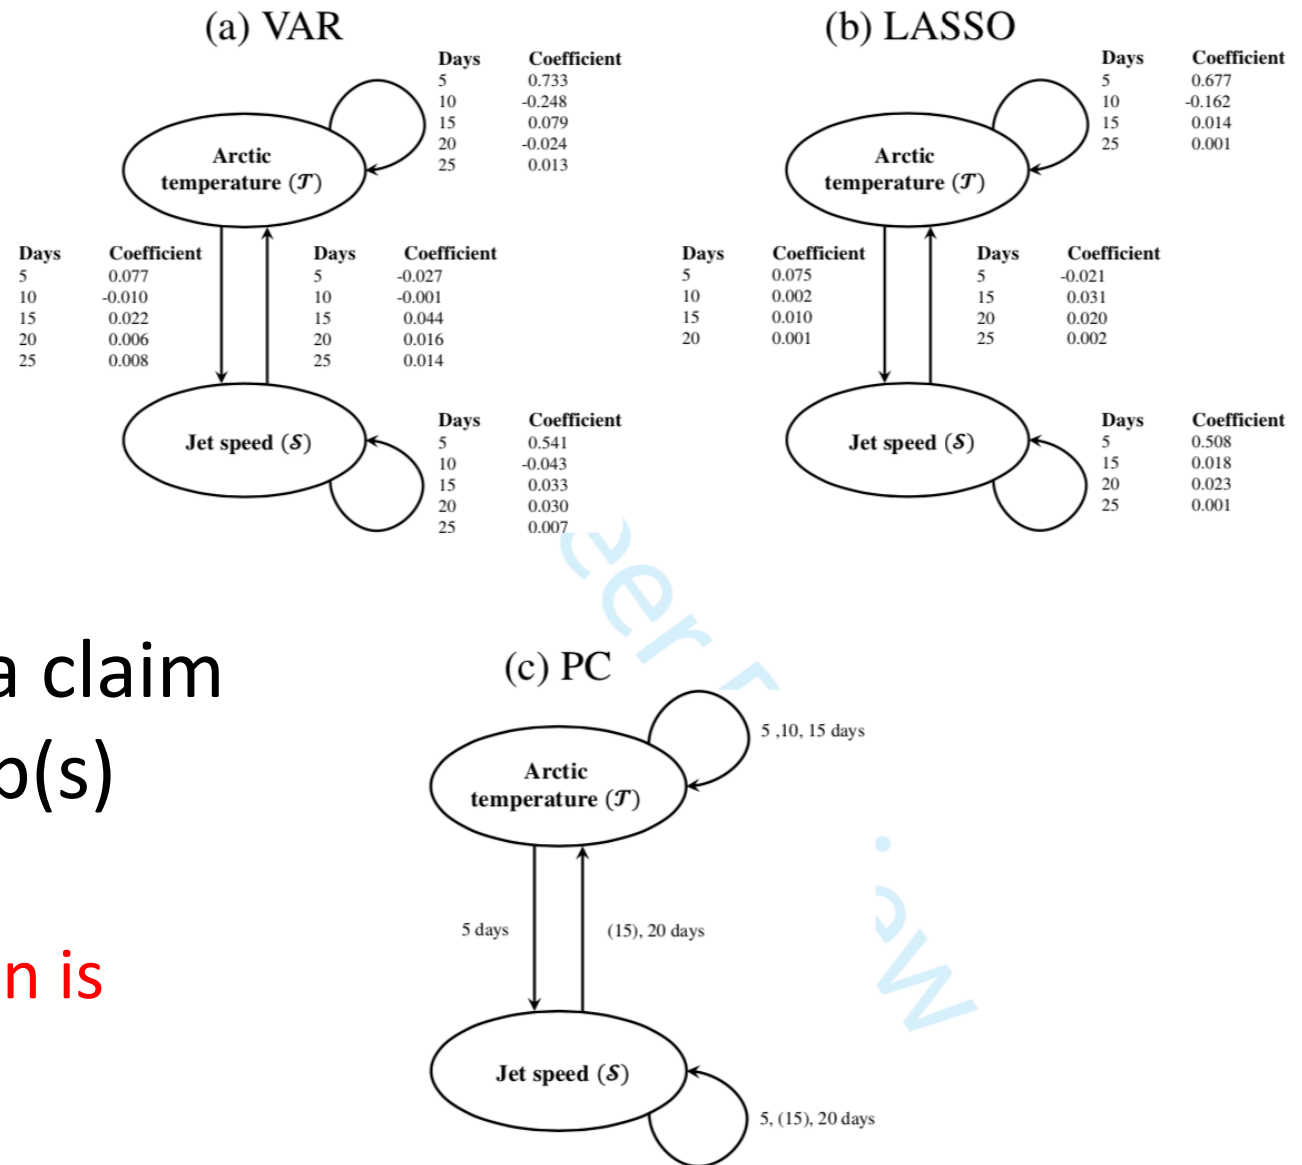 (a) VAR
Days Coefficient
5 0.733
10 -0.248
15 0.079
20 -0.024
25 0.013
Arctic
temperature (𝒯)
Days Coefficient
5 0.077
10 -0.010
15 0.022
20 0.006
25 0.008
Days Coefficient
5 -0.027
10 -0.001
15 0.044
20 0.016
25 0.014
Jet speed (𝒮)
Days Coefficient
5 0.541
10 -0.043
15 0.033
20 0.030
25 0.007
(b) LASSO
Days Coefficient
5 0.677
10 -0.162
15 0.014
25 0.001
Arctic
temperature (𝒯)
Days Coefficient
5 0.075
10 0.002
15 0.010
20 0.001
Days Coefficient
5 -0.021
15 0.031
20 0.020
25 0.002
Jet speed (𝒮)
Days Coefficient
5 0.508
15 0.018
20 0.023
25 0.001
a claim
(s)
n is
(c) PC
5 ,10, 15 days
Arctic
temperature (𝒯)
5 days
(15), 20 days
Jet speed (𝒮)
5, (15), 20 days